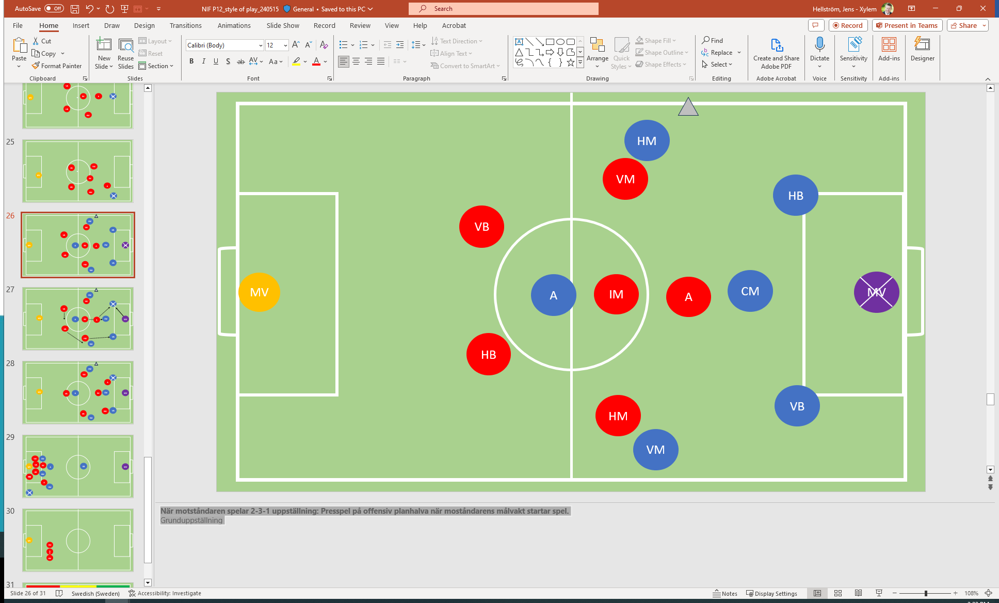 AutoSave Off NIF P12_style of play_240515 General • Saved to this PC Search Hellström, Jens - Xylem
File Home Insert Draw Design Transitions Animations Slide Show Record Review View Help Acrobat Record Present in Teams Share
Paste
Cut
Copy
Format Painter
Clipboard
New Slide
Reuse Slides
Layout
Reset
Section
Slides
Calibri (Body) 12
B I U S ab AV Aa A
Font
Text Direction
Align Text
Convert to SmartArt
Paragraph
Arrange
Quick Styles
Shape Fill
Shape Outline
Shape Effects
Drawing
Find
Replace
Select
Editing
Create and Share Adobe PDF
Adobe Acrobat
Dictate
Voice
Sensitivity
Sensitivity
Add-ins
Add-ins
Designer
25
26
27
28
29
30
31
HM
VM
HB
VB
MV
A
IM
A
CM
MV
HB
HM
VB
VM
När motståndaren spelar 2-3-1 uppställning: Presspel på offensiv planhalva när moståndarens målvakt startar spel.
Grunduppställning
Slide 26 of 31 Swedish (Sweden) Accessibility: Investigate Notes Display Settings 108%